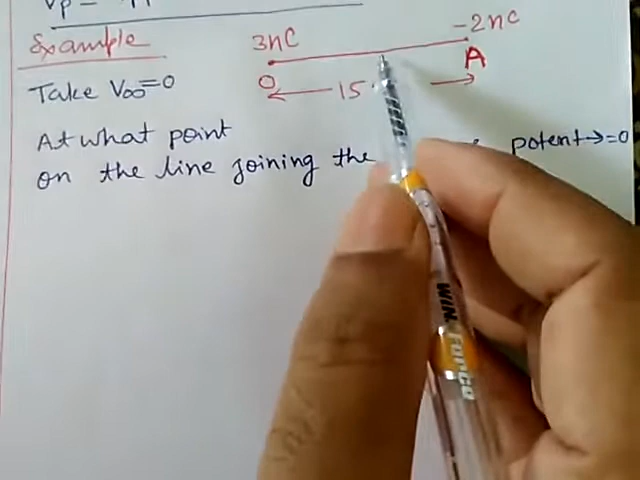 Example
3nC
-2nC
O
A
15
Take V∞=0
At what point
on the line joining the
potent→=0
WIN